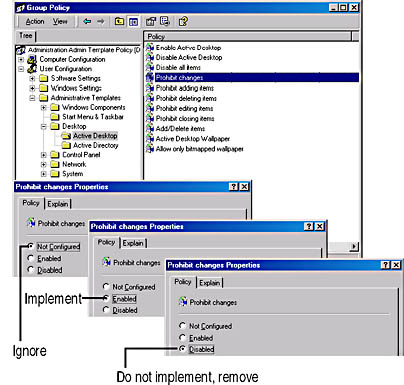 Group Policy
Action View
Tree
Policy
Administration Admin Template Policy [D
Computer Configuration
User Configuration
Software Settings
Windows Settings
Administrative Templates
Windows Components
Start Menu & Taskbar
Desktop
Active Desktop
Active Directory
Control Panel
Network
System
Enable Active Desktop
Disable Active Desktop
Disable all items
Prohibit changes
Prohibit adding items
Prohibit deleting items
Prohibit editing items
Prohibit closing items
Add/Delete items
Active Desktop Wallpaper
Allow only bitmapped wallpaper
Prohibit changes Properties
Policy Explain
Prohibit changes
Not Configured
Enabled
Disabled
Prohibit changes Properties
Policy Explain
Prohibit changes
Not Configured
Enabled
Disabled
Prohibit changes Properties
Policy Explain
Prohibit changes
Not Configured
Enabled
Disabled
Implement
Ignore
Do not implement, remove